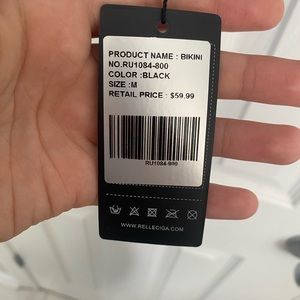 PRODUCT NAME : BIKINI
NO.RU1084-800
COLOR :BLACK
SIZE :M
RETAIL PRICE : $59.99
RU1084-800
WWW.RELLECIGA.COM